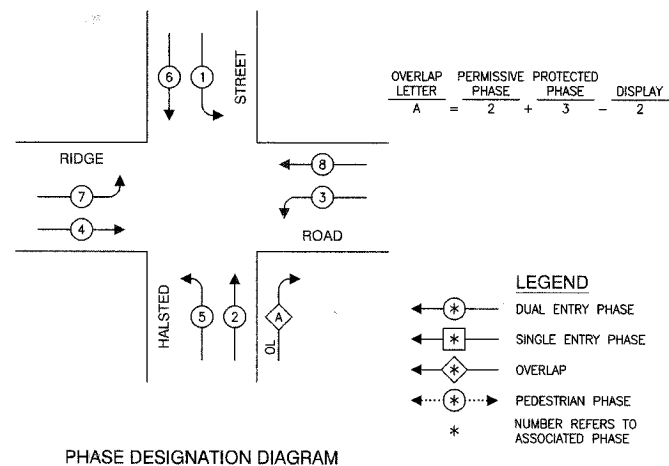 6 1
STREET
OVERLAP PERMISSIVE PROTECTED
LETTER PHASE PHASE DISPLAY
A = 2 + 3 - 2
RIDGE
8
7
3
4
ROAD
HALSTED
5 2 A
OL
LEGEND
* DUAL ENTRY PHASE
* SINGLE ENTRY PHASE
* OVERLAP
* PEDESTRIAN PHASE
* NUMBER REFERS TO
ASSOCIATED PHASE
PHASE DESIGNATION DIAGRAM